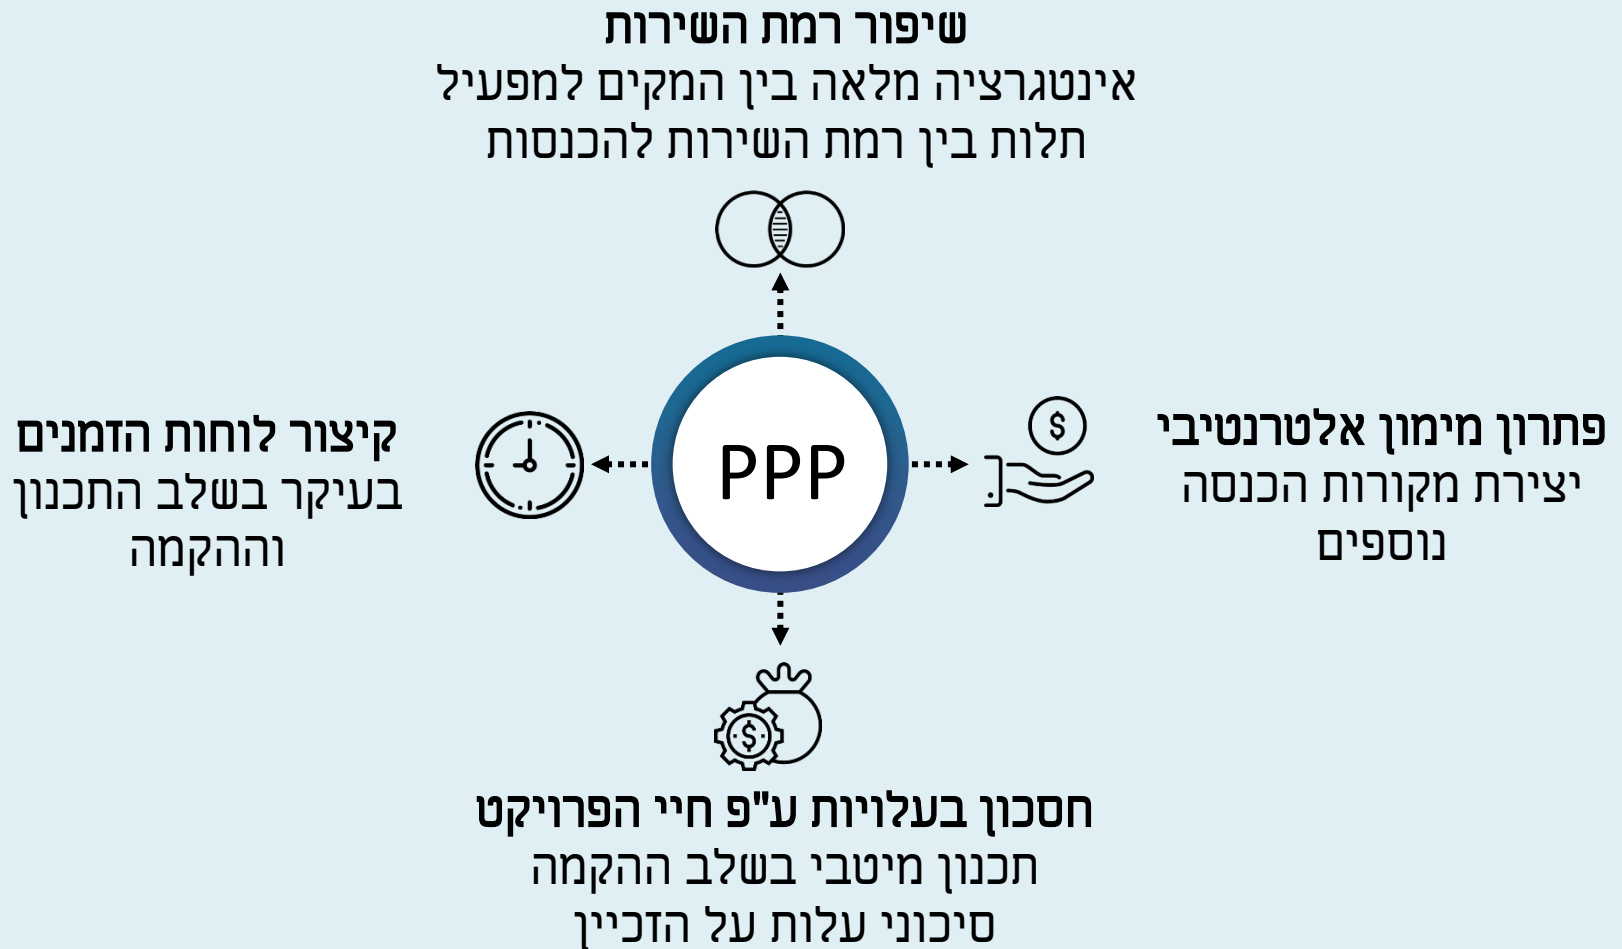 שיפור רמת השירות
אינטגרציה מלאה בין המקים למפעיל
תלות בין רמת השירות להכנסות
פתרון מימון אלטרנטיבי
יצירת מקורות הכנסה
נוספים
$
PPP
קיצור לוחות הזמנים
בעיקר בשלב התכנון
וההקמה
$
חסכון בעלויות ע"פ חיי הפרויקט
תכנון מיטבי בשלב ההקמה
סיכוני עלות על הזכיין